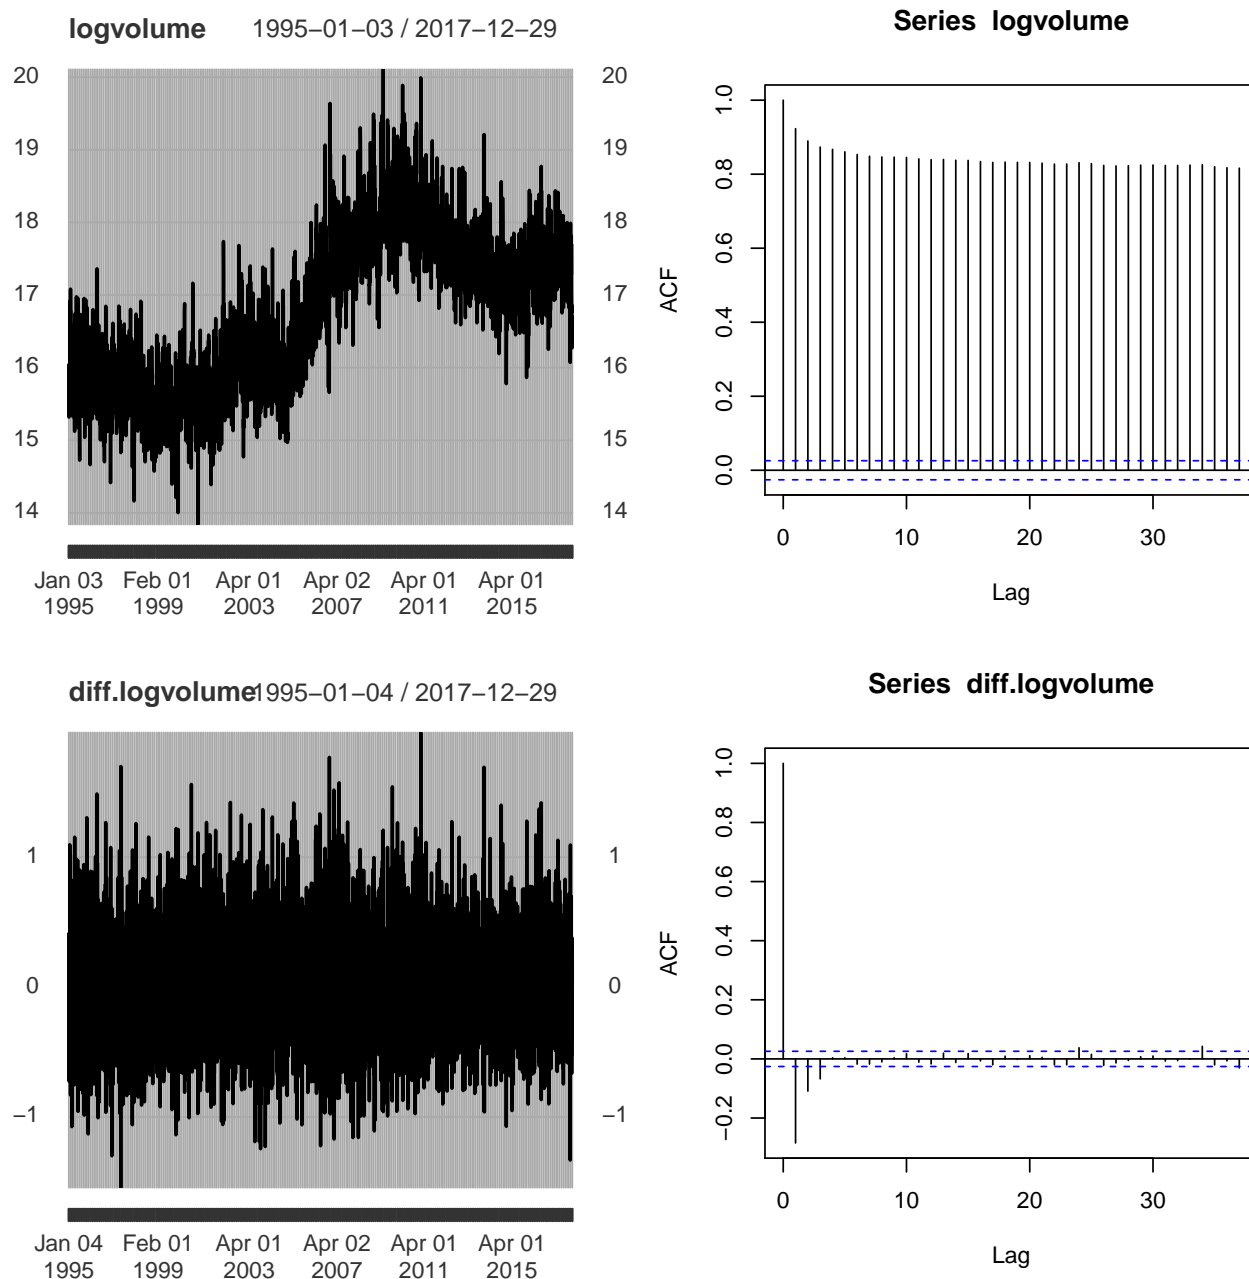 logvolume 1995−01−03 / 2017−12−29
20 20
19 19
18 18
17 17
16 16
15 15
14 14
Jan 03 Feb 01 Apr 01 Apr 02 Apr 01 Apr 01
1995 1999 2003 2007 2011 2015
Series logvolume
ACF
1.0
0.8
0.6
0.4
0.2
0.0
0 10 20 30
Lag
diff.logvolume 1995−01−04 / 2017−12−29
1 1
0 0
−1 −1
Jan 04 Feb 01 Apr 01 Apr 02 Apr 01 Apr 01
1995 1999 2003 2007 2011 2015
Series diff.logvolume
ACF
1.0
0.8
0.6
0.4
0.2
0.0
−0.2
0 10 20 30
Lag